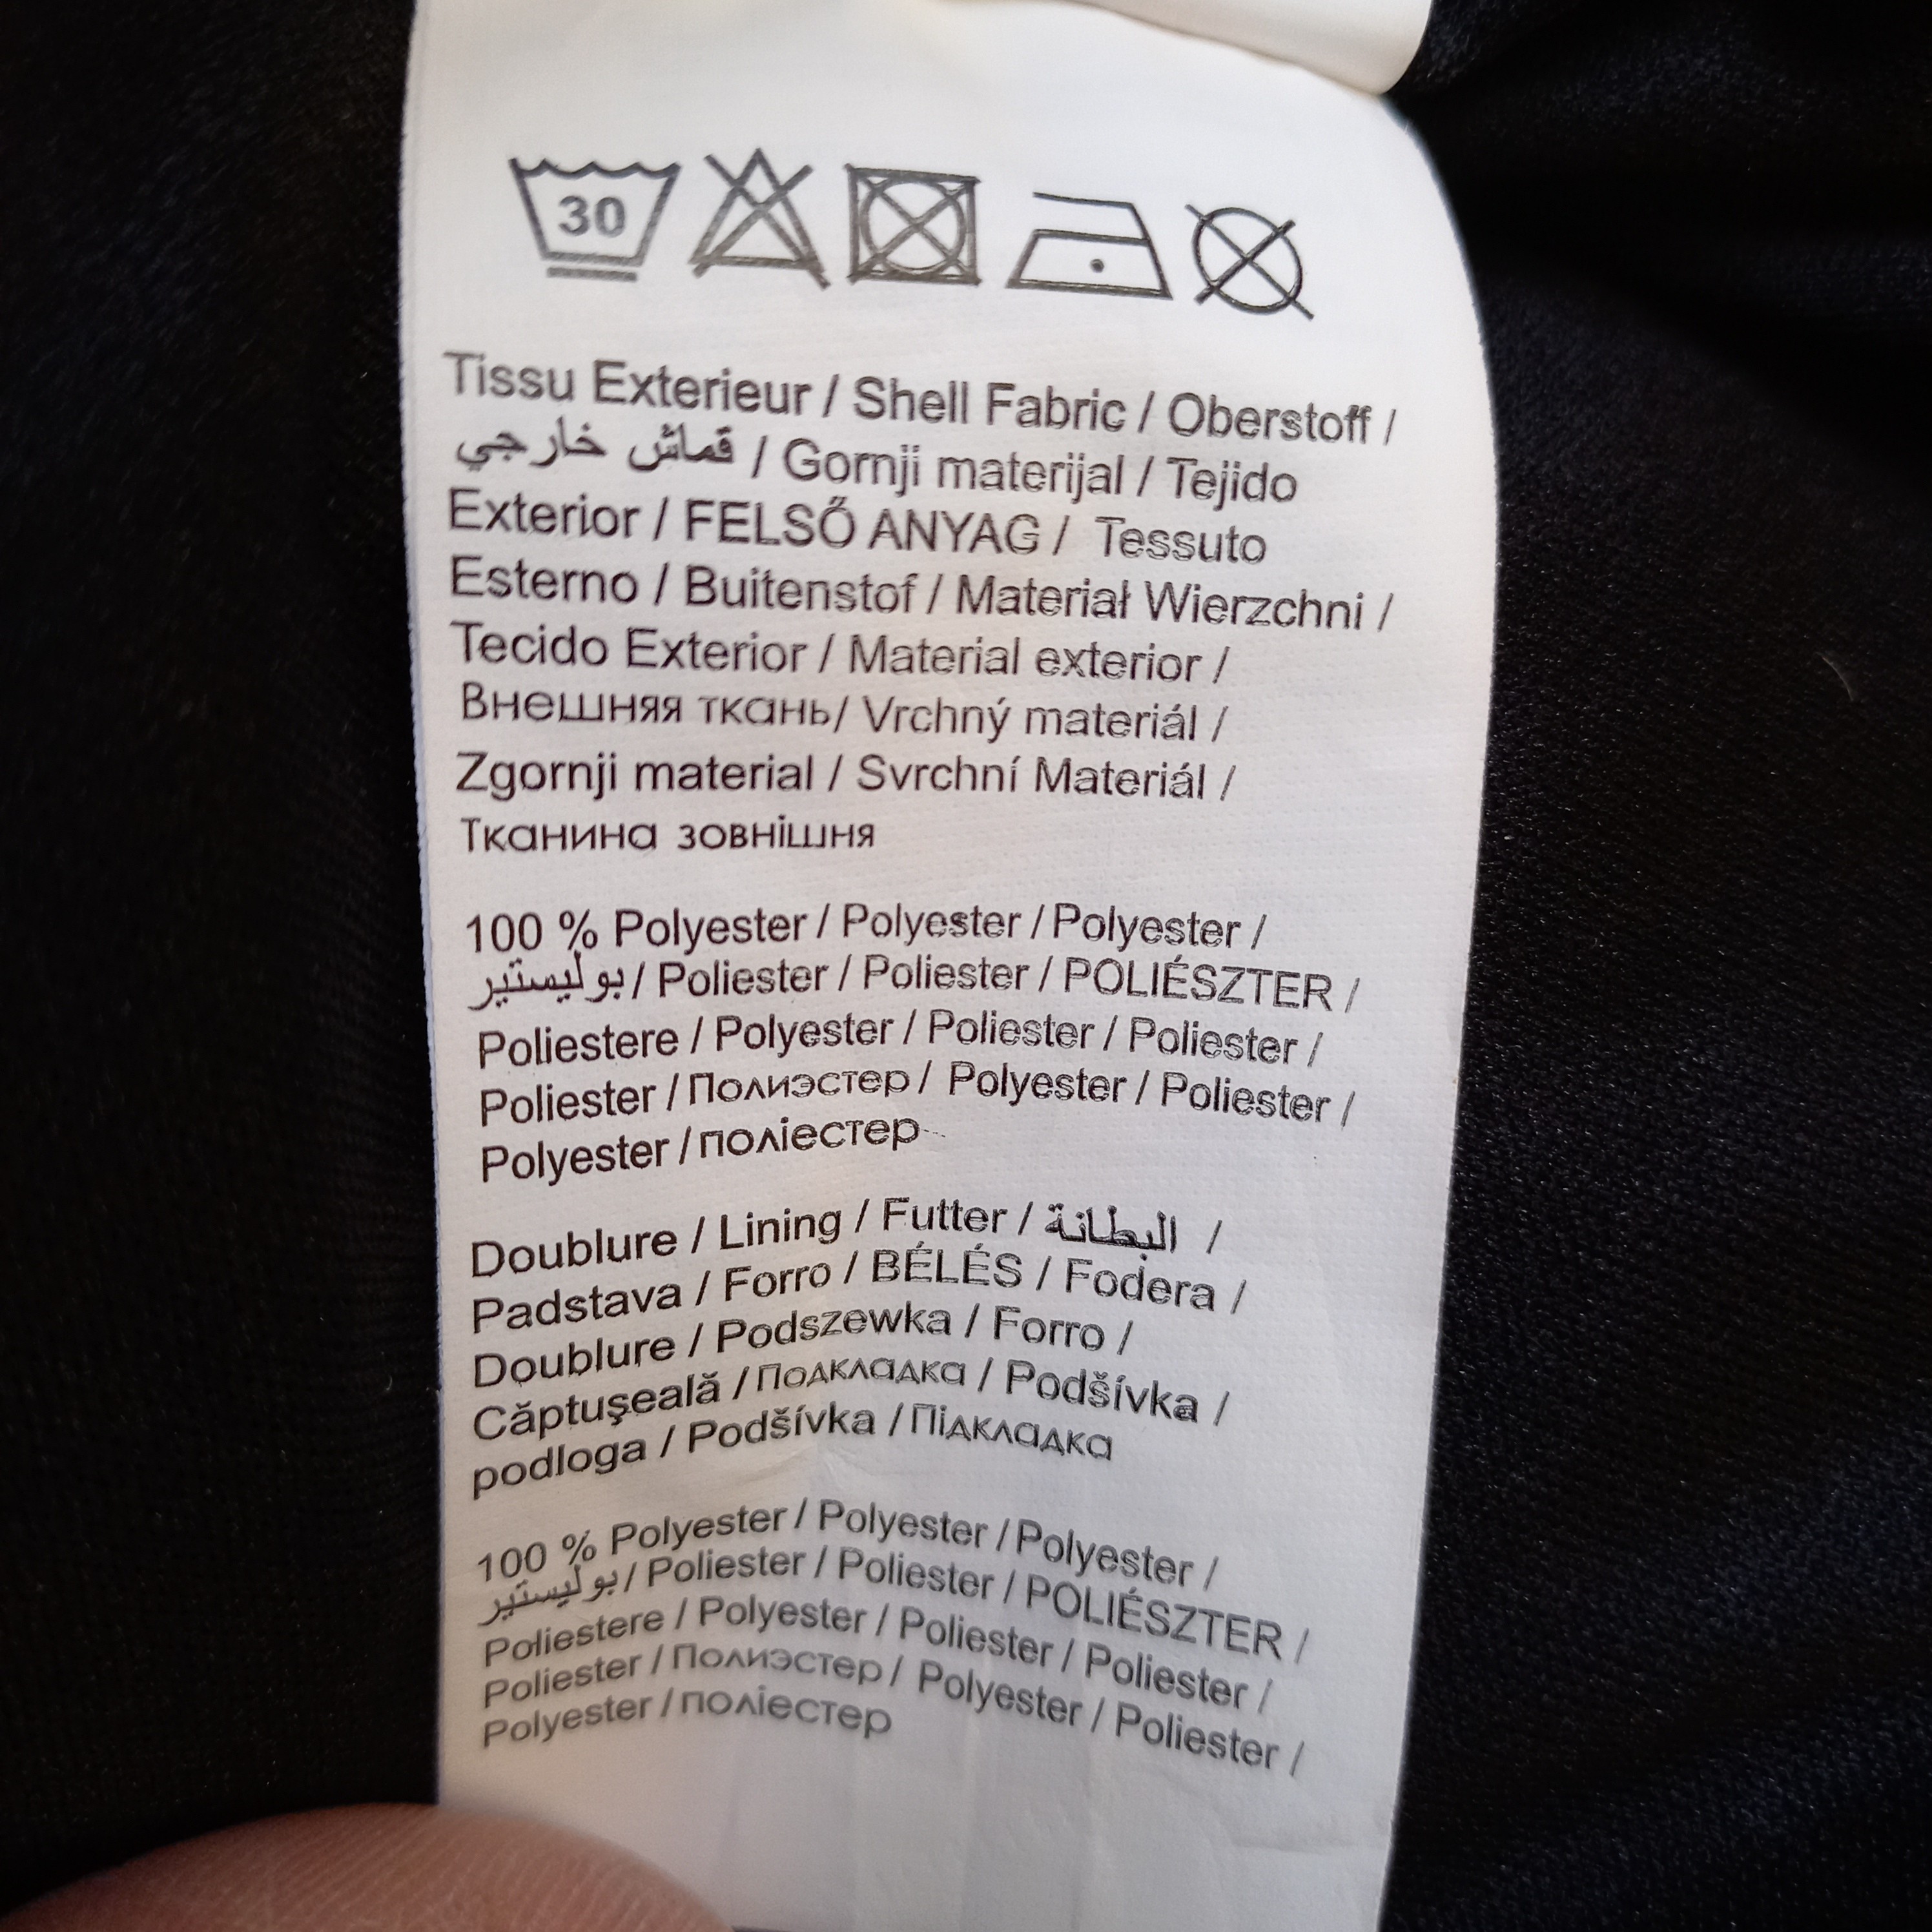 30
Tissu Exterieur / Shell Fabric / Oberstoff /
قماش خارجي / Gornji materijal / Tejido
Exterior / FELSŐ ANYAG / Tessuto
Esterno / Buitenstof / Materiał Wierzchni /
Tecido Exterior / Material exterior /
Внешняя ткань/ Vrchný materiál /
Zgornji material / Svrchní Materiál /
Тканина зовнішня
100 % Polyester / Polyester / Polyester /
بوليستير / Poliester / Poliester / POLIÉSZTER /
Poliestere / Polyester / Poliester / Poliester /
Poliester / Полиэстер / Polyester / Poliester /
Polyester / поліестер
Doublure / Lining / Futter / البطانة /
Padstava / Forro / BÉLÉS / Fodera /
Doublure / Podszewka / Forro /
Căptuşeală / Подкладка / Podšívka /
podloga / Podšívka / Підкладка
100 % Polyester / Polyester / Polyester /
بوليستير / Poliester / Poliester / POLIÉSZTER /
Poliestere / Polyester / Poliester / Poliester /
Poliester / Полиэстер / Polyester / Poliester /
Polyester / поліестер